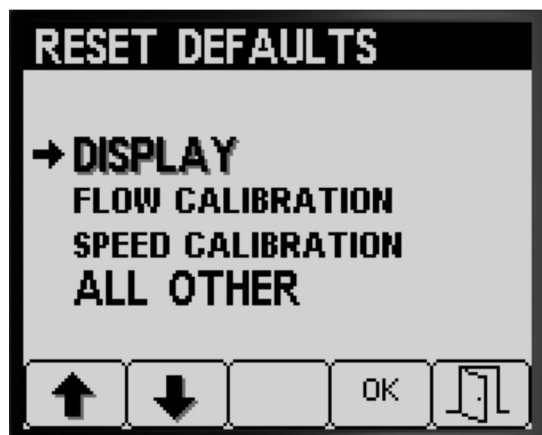 RESET DEFAULTS
DISPLAY
FLOW CALIBRATION
SPEED CALIBRATION
ALL OTHER
OK